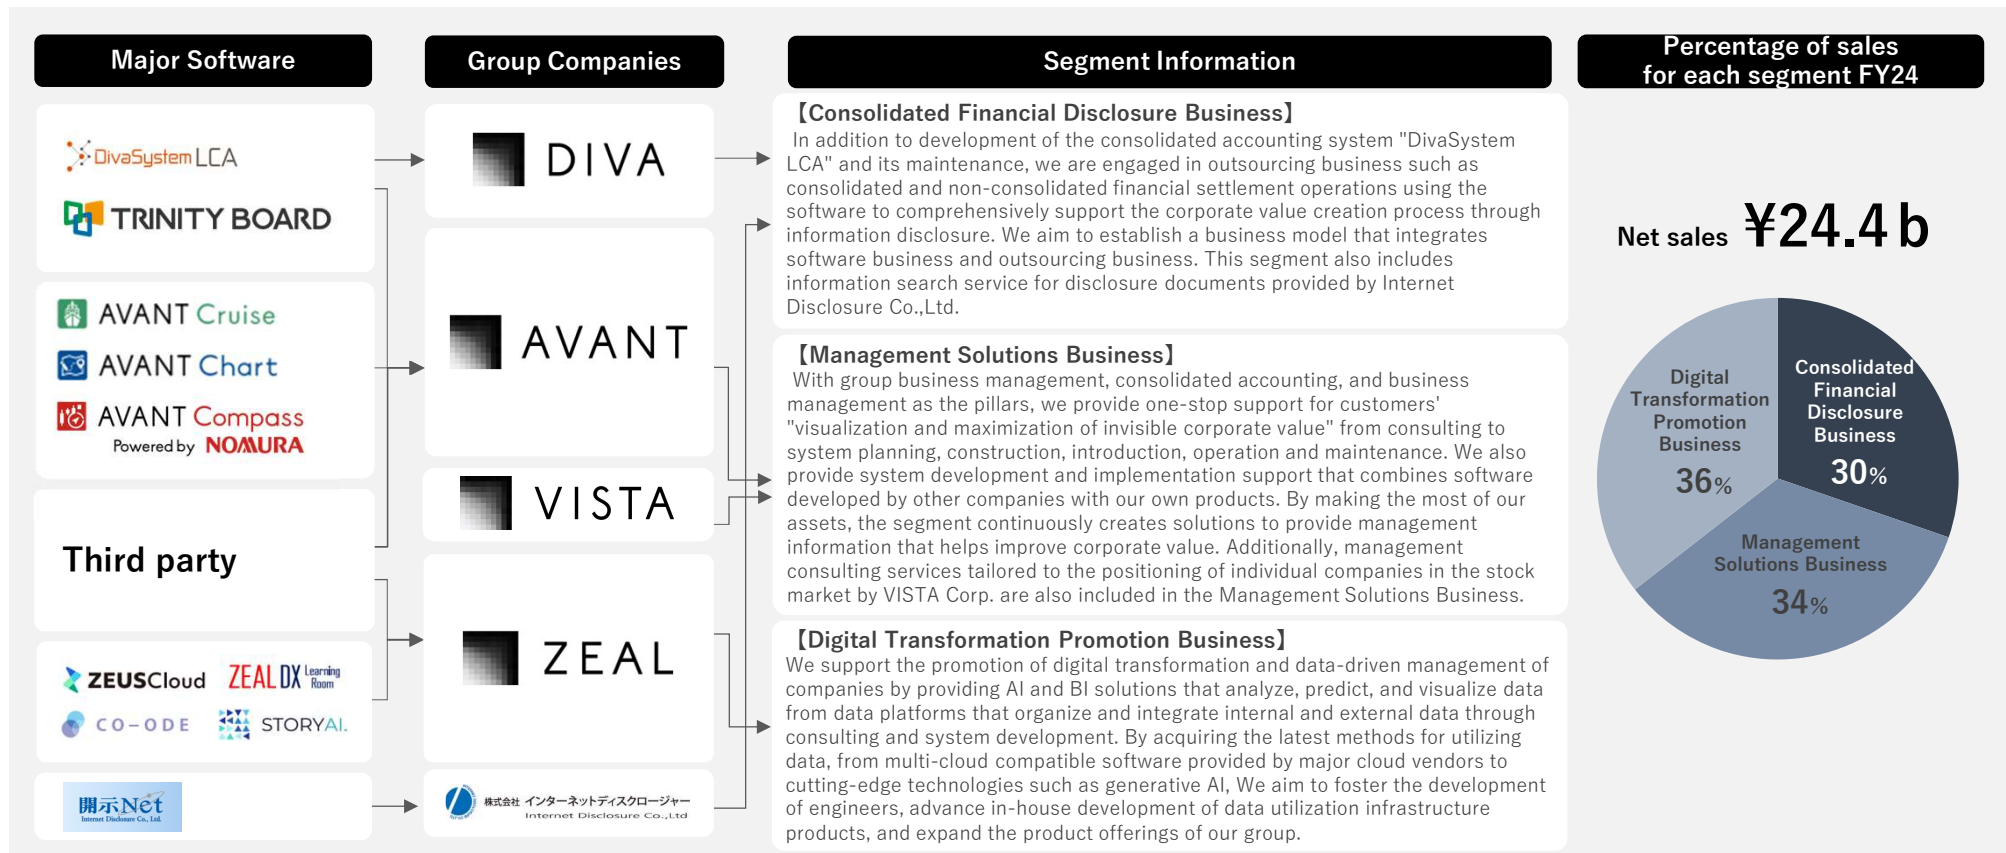 Major Software
Group Companies
Segment Information
Percentage of sales
for each segment FY24
DivaSystem LCA
TRINITY BOARD
AVANT Cruise
AVANT Chart
AVANT Compass
Powered by NOMURA
Third party
ZEUSCloud
ZEAL DX Learning
Room
CO-ODE
STORYAI.
開示Net
Internet Disclosure Co., Ltd.
DIVA
AVANT
VISTA
ZEAL
株式会社 インターネットディスクロージャー
Internet Disclosure Co.,Ltd
【Consolidated Financial Disclosure Business】
In addition to development of the consolidated accounting system "DivaSystem
LCA" and its maintenance, we are engaged in outsourcing business such as
consolidated and non-consolidated financial settlement operations using the
software to comprehensively support the corporate value creation process through
information disclosure. We aim to establish a business model that integrates
software business and outsourcing business. This segment also includes
information search service for disclosure documents provided by Internet
Disclosure Co.,Ltd.
【Management Solutions Business】
With group business management, consolidated accounting, and business
management as the pillars, we provide one-stop support for customers'
"visualization and maximization of invisible corporate value" from consulting to
system planning, construction, introduction, operation and maintenance. We also
provide system development and implementation support that combines software
developed by other companies with our own products. By making the most of our
assets, the segment continuously creates solutions to provide management
information that helps improve corporate value. Additionally, management
consulting services tailored to the positioning of individual companies in the stock
market by VISTA Corp. are also included in the Management Solutions Business.
【Digital Transformation Promotion Business】
We support the promotion of digital transformation and data-driven management of
companies by providing AI and BI solutions that analyze, predict, and visualize data
from data platforms that organize and integrate internal and external data through
consulting and system development. By acquiring the latest methods for utilizing
data, from multi-cloud compatible software provided by major cloud vendors to
cutting-edge technologies such as generative AI, We aim to foster the development
of engineers, advance in-house development of data utilization infrastructure
products, and expand the product offerings of our group.
Net sales ¥24.4 b
Consolidated
Financial
Disclosure
Business
30%
Management
Solutions Business
34%
Digital
Transformation
Promotion
Business
36%